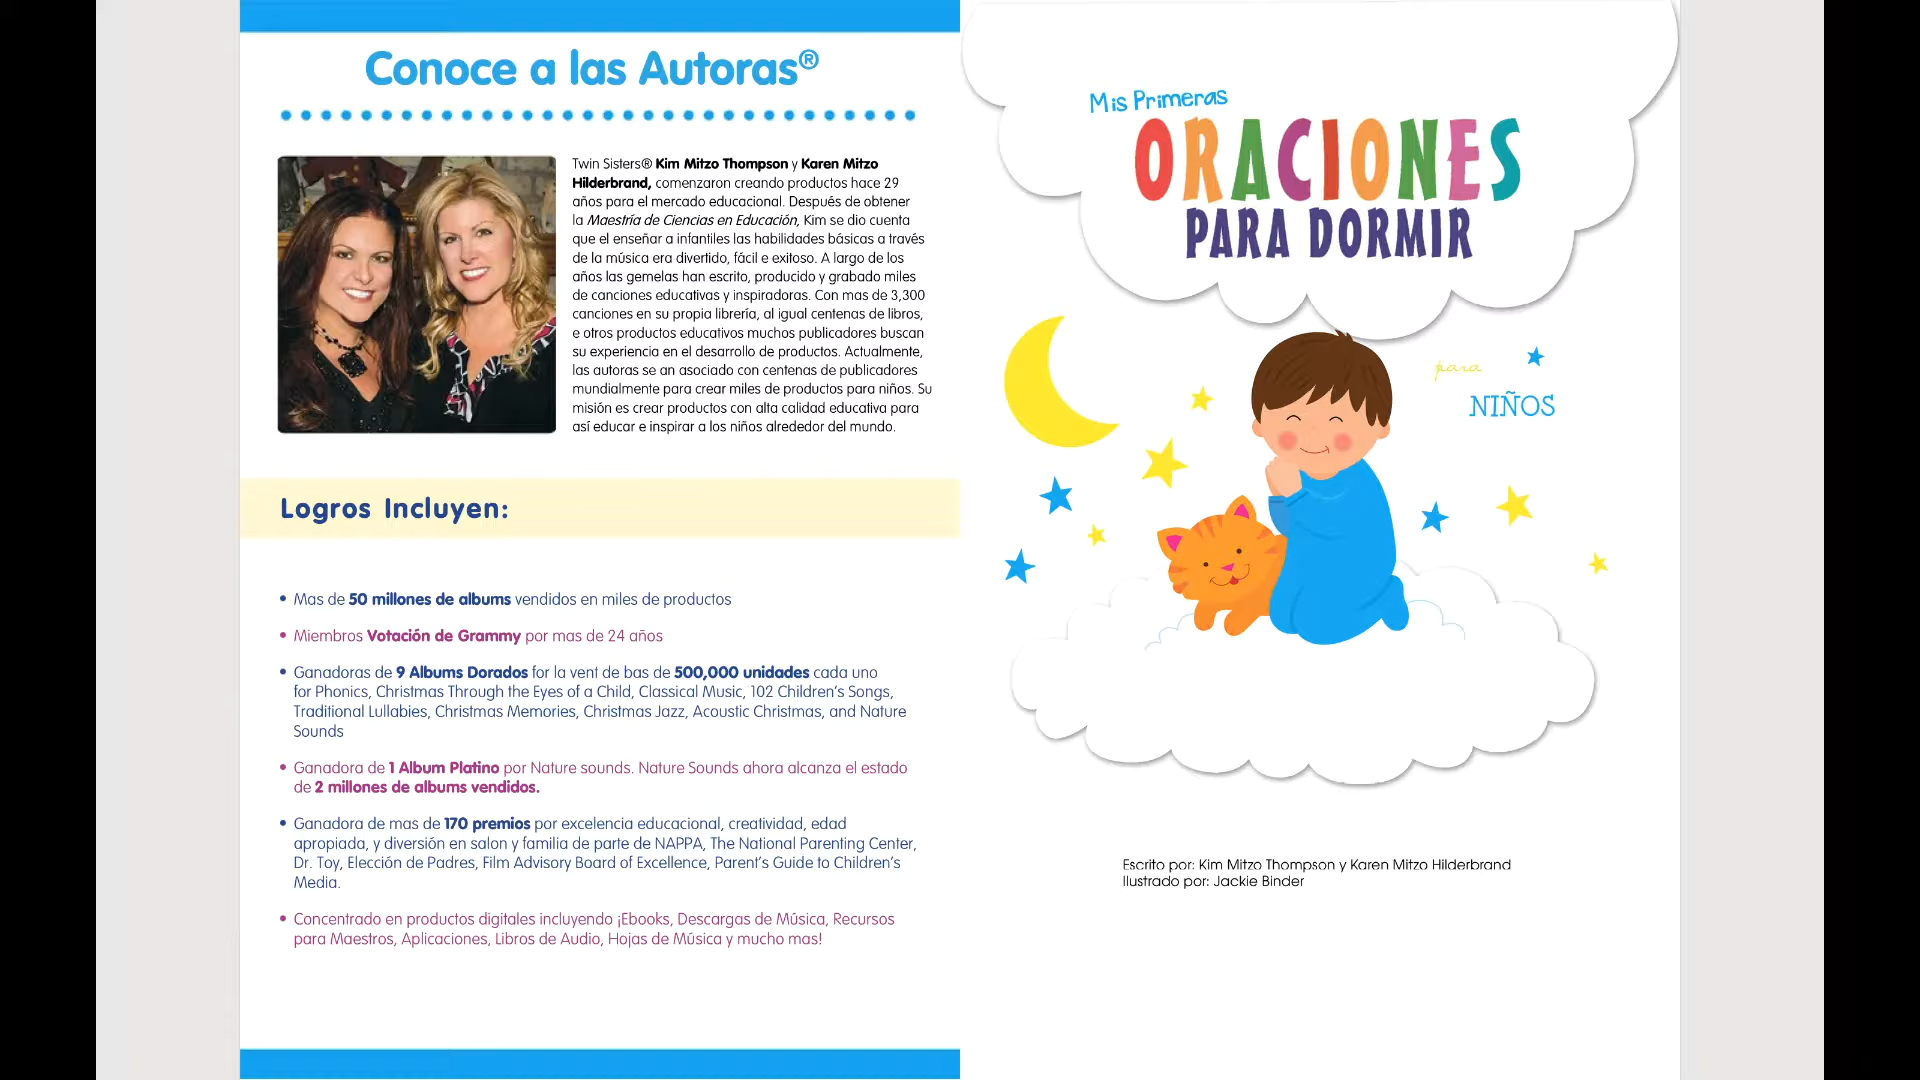 Conoce a las Autoras®
Twin Sisters® Kim Mitzo Thompson y Karen Mitzo
Hilderbrand, comenzaron creando productos hace 29
años para el mercado educacional. Después de obtener
la Maestría de Ciencias en Educación, Kim se dio cuenta
que el enseñar a infantiles las habilidades básicas a través
de la música era divertido, fácil e exitoso. A largo de los
años las gemelas han escrito, producido y grabado miles
de canciones educativas y inspiradoras. Con mas de 3,300
canciones en su propia librería, al igual centenas de libros,
e otros productos educativos muchos publicadores buscan
su experiencia en el desarrollo de productos. Actualmente,
las autoras se an asociado con centenas de publicadores
mundialmente para crear miles de productos para niños. Su
misión es crear productos con alta calidad educativa para
así educar e inspirar a los niños alrededor del mundo.
Logros Incluyen:
• Mas de 50 millones de albums vendidos en miles de productos
• Miembros Votación de Grammy por mas de 24 años
• Ganadoras de 9 Albums Dorados for la vent de bas de 500,000 unidades cada uno
for Phonics, Christmas Through the Eyes of a Child, Classical Music, 102 Children's Songs,
Traditional Lullabies, Christmas Memories, Christmas Jazz, Acoustic Christmas, and Nature
Sounds
• Ganadora de 1 Album Platino por Nature sounds. Nature Sounds ahora alcanza el estado
de 2 millones de albums vendidos.
• Ganadora de mas de 170 premios por excelencia educacional, creatividad, edad
apropiada, y diversión en salon y familia de parte de NAPPA, The National Parenting Center,
Dr. Toy, Elección de Padres, Film Advisory Board of Excellence, Parent's Guide to Children's
Media.
• Concentrado en productos digitales incluyendo ¡Ebooks, Descargas de Música, Recursos
para Maestros, Aplicaciones, Libros de Audio, Hojas de Música y mucho mas!
Mis Primeras
ORACIONES
PARA DORMIR
para
NIÑOS
Escrito por: Kim Mitzo Thompson y Karen Mitzo Hilderbrand
Ilustrado por: Jackie Binder